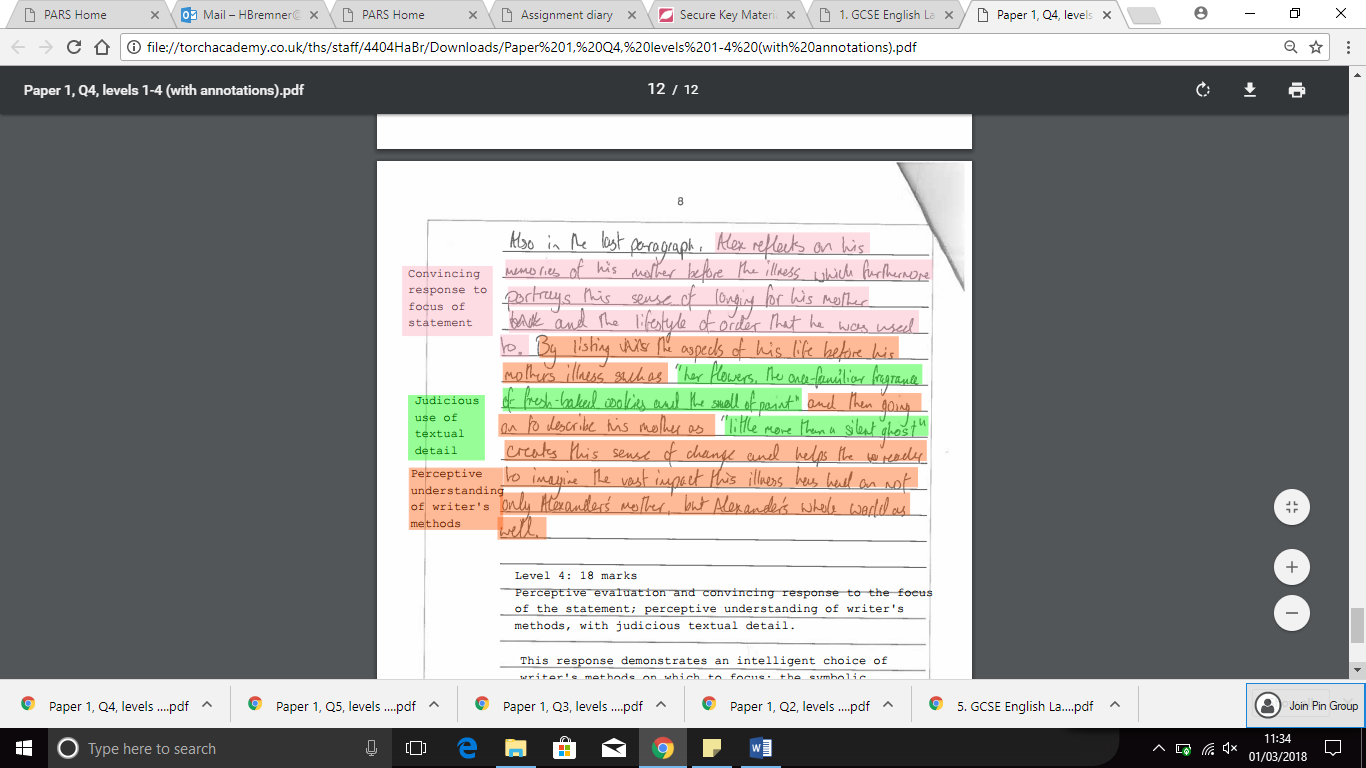 PARS Home
Mail – HBremner@
PARS Home
Assignment diary
Secure Key Materi
1. GCSE English La
Paper 1, Q4, levels
file://torchacademy.co.uk/ths/staff/4404HaBr/Downloads/Paper%201,%20Q4,%20levels%201-4%20(with%20annotations).pdf
Paper 1, Q4, levels 1-4 (with annotations).pdf
12 / 12
8
Also in the last paragraph, Alex reflects on his
memories of his mother before the illness which furthermore
portrays this sense of longing for his mother
and the lifestyle of order that he was used
to. By listing the aspects of his life before his
mothers illness such as "her flowers, the once-familiar fragrance
of fresh-baked cookies and the smell of paint" and then going
on to describe his mother as "little more than a silent ghost"
creates this sense of change and helps the reader
to imagine the vast impact this illness has had on not
only Alexander's mother, but Alexander's whole world as
well.
Convincing
response to
focus of
statement
Judicious
use of
textual
detail
Perceptive
understanding
of writer's
methods
Level 4: 18 marks
Perceptive evaluation and convincing response to the focus
of the statement; perceptive understanding of writer's
methods, with judicious textual detail.
This response demonstrates an intelligent choice of
writer's methods on which to focus: the symbolic
Paper 1, Q4, levels ....pdf
Paper 1, Q5, levels ....pdf
Paper 1, Q3, levels ....pdf
Paper 1, Q2, levels ....pdf
5. GCSE English La....pdf
Join Pin Group
Type here to search
11:34
01/03/2018